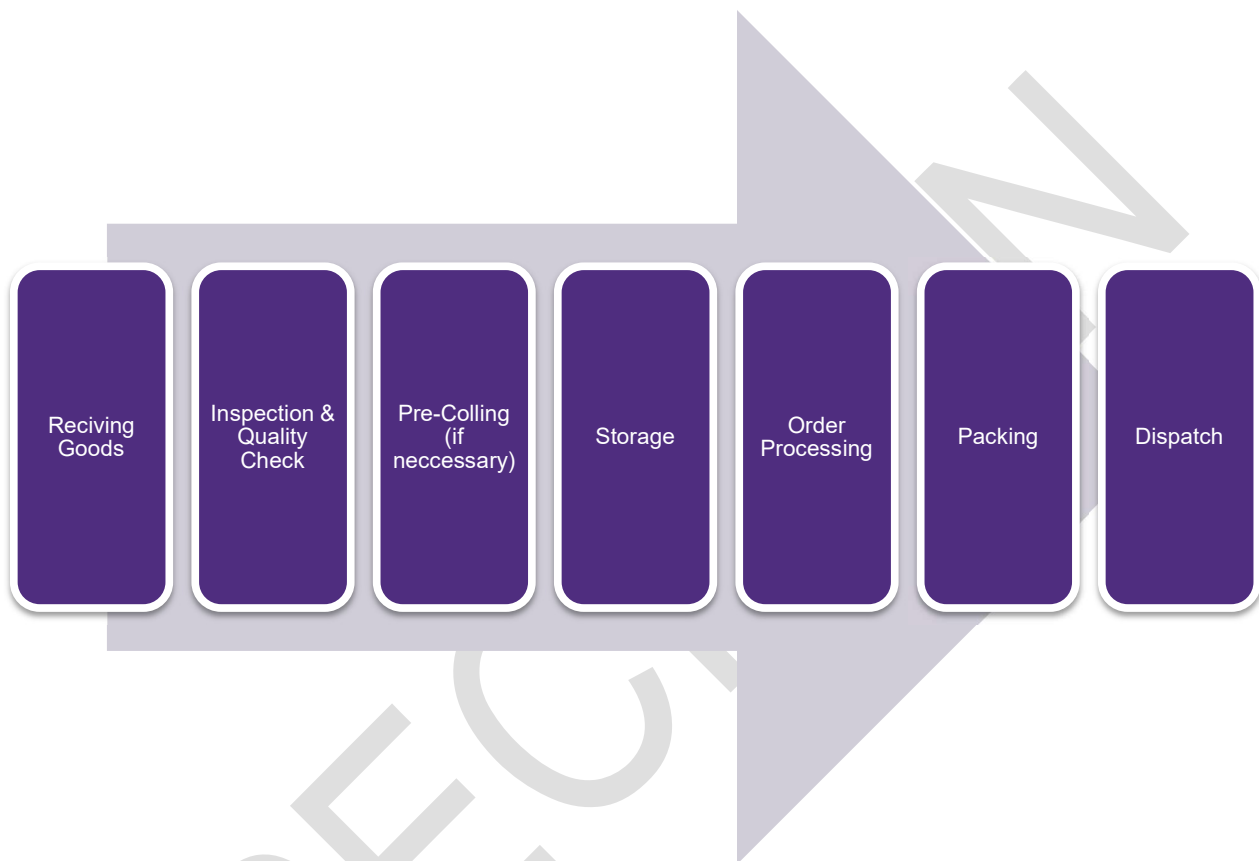 Reciving
Goods
Inspection &
Quality
Check
Pre-Colling
(if
neccessary)
Storage
Order
Processing
Packing
Dispatch